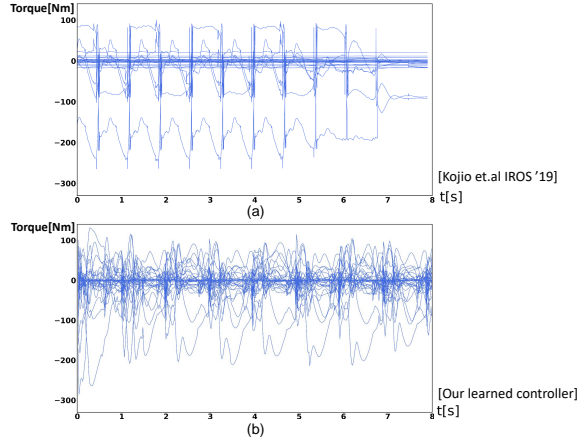 Torque[Nm]
100
0
−100
−200
−300
0 1 2 3 4 5 6 7 8
[Kojio et.al IROS ’19]
t[s]
(a)
Torque[Nm]
100
0
−100
−200
−300
0 1 2 3 4 5 6 7 8
[Our learned controller]
t[s]
(b)